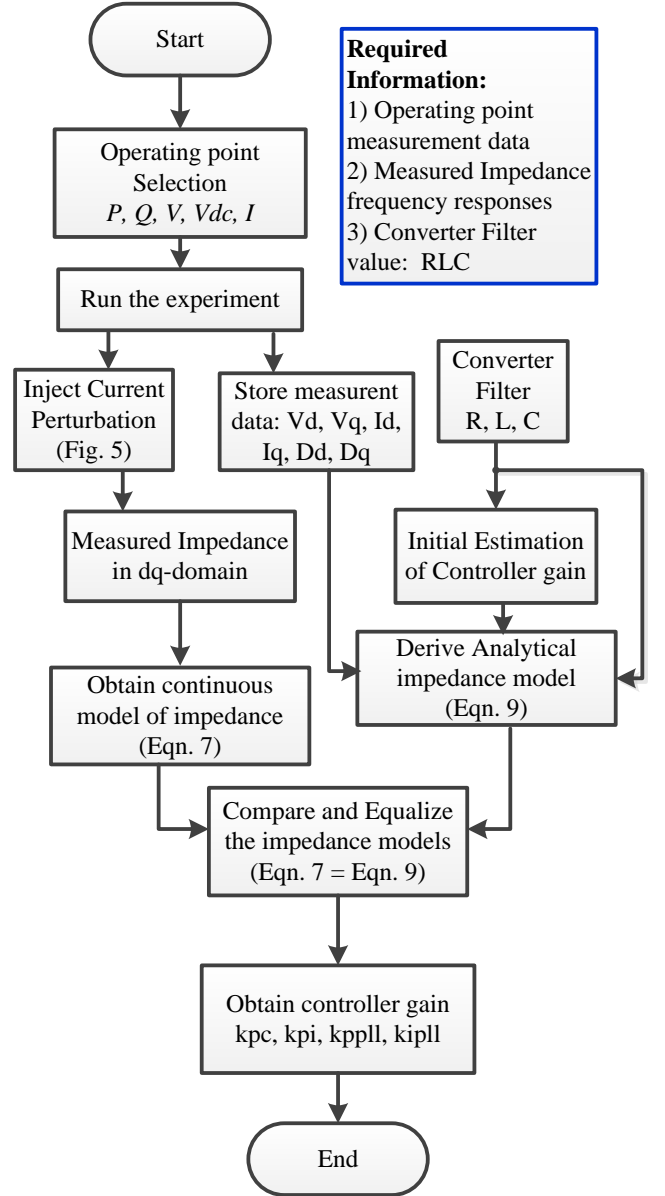 Start
Required
Information:
1) Operating point
measurement data
2) Measured Impedance
frequency responses
3) Converter Filter
value: RLC
Operating point
Selection
P, Q, V, Vdc, I
Run the experiment
Inject Current
Perturbation
(Fig. 5)
Store measurent
data: Vd, Vq, Id,
Iq, Dd, Dq
Converter
Filter
R, L, C
Measured Impedance
in dq-domain
Initial Estimation
of Controller gain
Obtain continuous
model of impedance
(Eqn. 7)
Derive Analytical
impedance model
(Eqn. 9)
Compare and Equalize
the impedance models
(Eqn. 7 = Eqn. 9)
Obtain controller gain
kpc, kpi, kppll, kipll
End